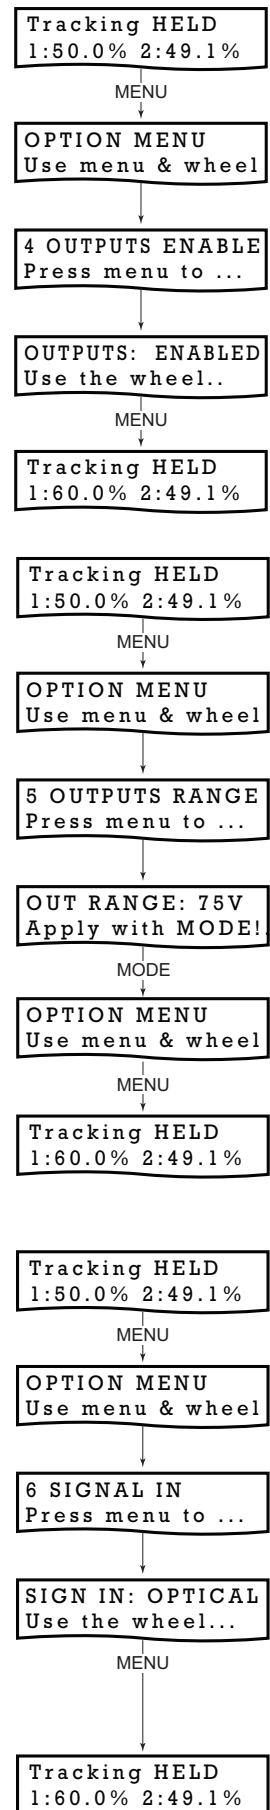 Tracking HELD
1:50.0% 2:49.1%
MENU
OPTION MENU
Use menu & wheel
4 OUTPUTS ENABLE
Press menu to ...
OUTPUTS: ENABLED
Use the wheel..
MENU
Tracking HELD
1:60.0% 2:49.1%
Tracking HELD
1:50.0% 2:49.1%
MENU
OPTION MENU
Use menu & wheel
5 OUTPUTS RANGE
Press menu to ...
OUT RANGE: 75V
Apply with MODE!.
MODE
OPTION MENU
Use menu & wheel
MENU
Tracking HELD
1:60.0% 2:49.1%
Tracking HELD
1:50.0% 2:49.1%
MENU
OPTION MENU
Use menu & wheel
6 SIGNAL IN
Press menu to ...
SIGN IN: OPTICAL
Use the wheel...
MENU
Tracking HELD
1:60.0% 2:49.1%